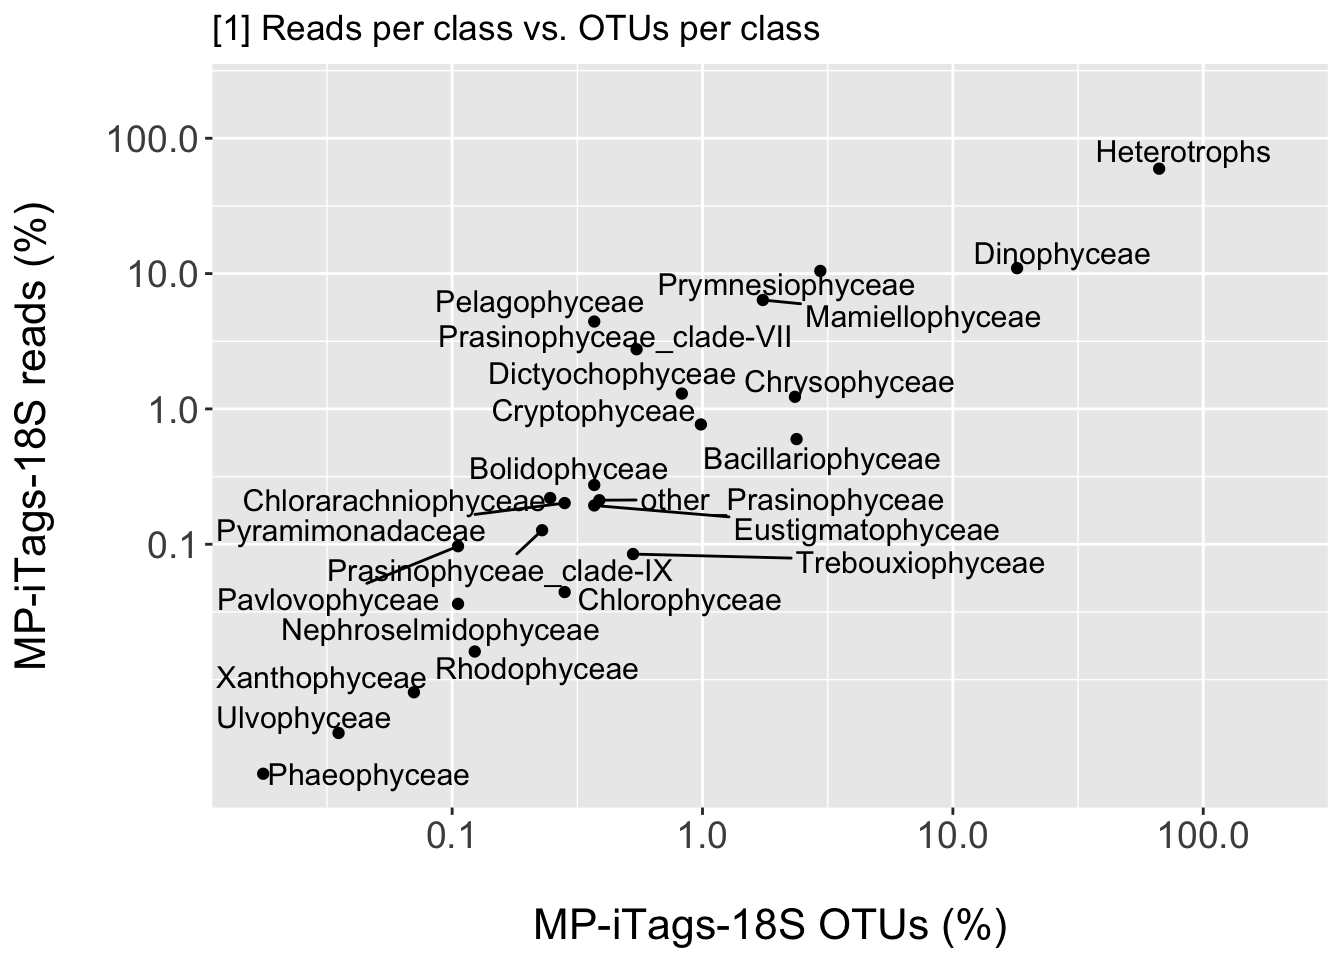 [1] Reads per class vs. OTUs per class
MP-iTags-18S reads (%)
100.0
10.0
1.0
0.1
Heterotrophs
Dinophyceae
Prymnesiophyceae
Pelagophyceae
Mamiellophyceae
Prasinophyceae_clade-VII
Dictyochophyceae
Chrysophyceae
Cryptophyceae
Bacillariophyceae
Bolidophyceae
Chlorarachniophyceae
other_Prasinophyceae
Pyramimonadaceae
Eustigmatophyceae
Trebouxiophyceae
Prasinophyceae_clade-IX
Pavlovophyceae
Chlorophyceae
Nephroselmidophyceae
Rhodophyceae
Xanthophyceae
Ulvophyceae
Phaeophyceae
0.1 1.0 10.0 100.0
MP-iTags-18S OTUs (%)